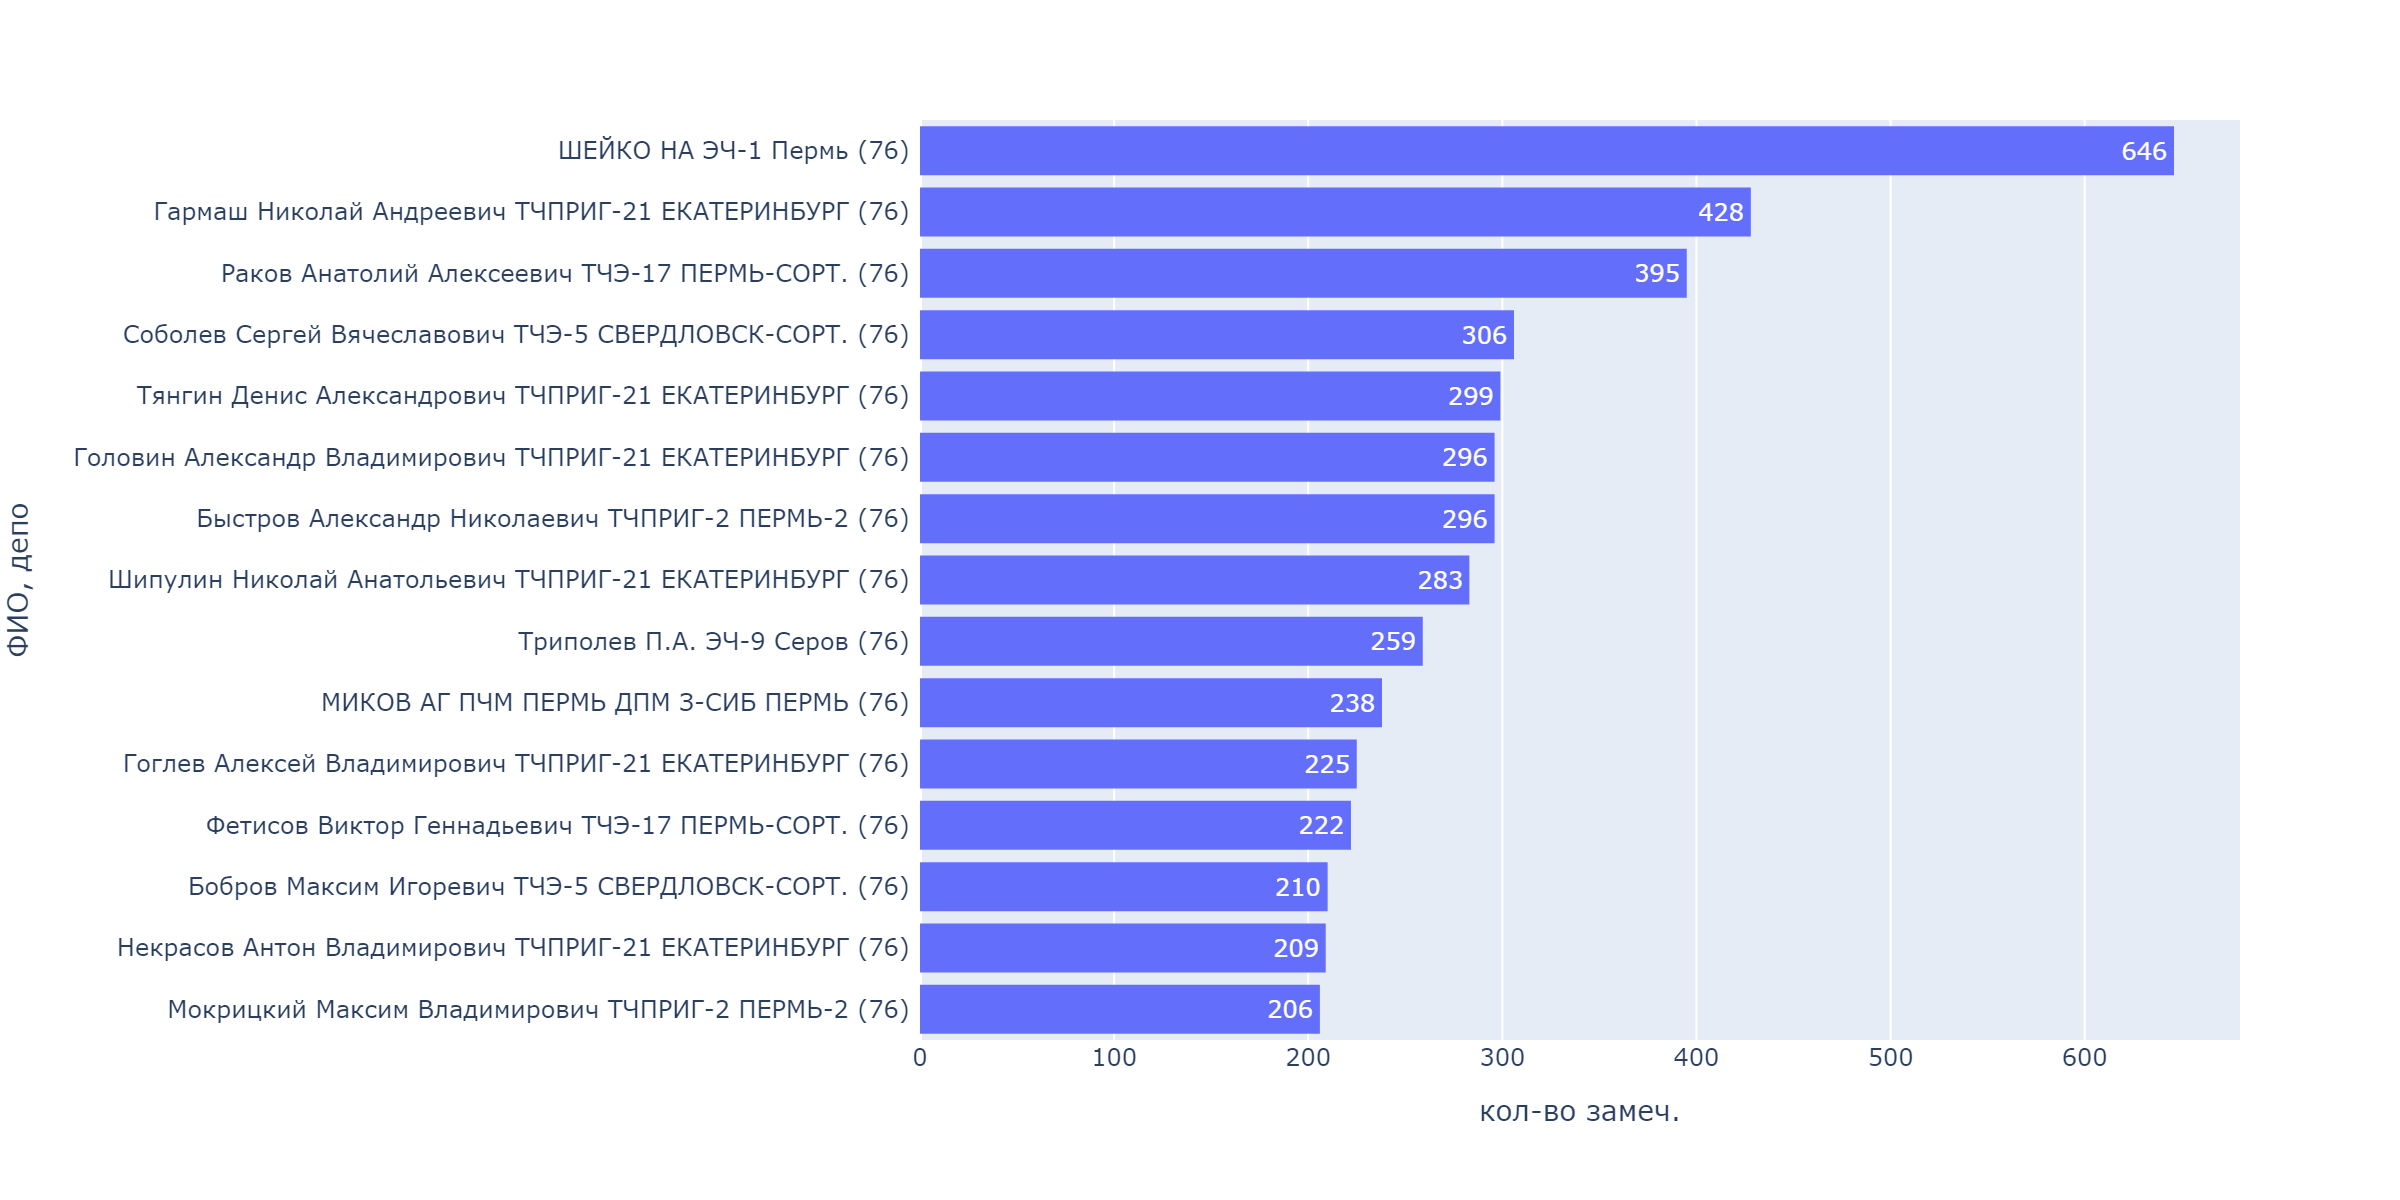 ШЕЙКО НА ЭЧ-1 Пермь (76)
646
Гармаш Николай Андреевич ТЧПРИГ-21 ЕКАТЕРИНБУРГ (76)
428
Раков Анатолий Алексеевич ТЧЭ-17 ПЕРМЬ-СОРТ. (76)
395
Соболев Сергей Вячеславович ТЧЭ-5 СВЕРДЛОВСК-СОРТ. (76)
306
Тянгин Денис Александрович ТЧПРИГ-21 ЕКАТЕРИНБУРГ (76)
299
Головин Александр Владимирович ТЧПРИГ-21 ЕКАТЕРИНБУРГ (76)
296
Быстров Александр Николаевич ТЧПРИГ-2 ПЕРМЬ-2 (76)
296
Шипулин Николай Анатольевич ТЧПРИГ-21 ЕКАТЕРИНБУРГ (76)
283
Триполев П.А. ЭЧ-9 Серов (76)
259
МИКОВ АГ ПЧМ ПЕРМЬ ДПМ З-СИБ ПЕРМЬ (76)
238
Гоглев Алексей Владимирович ТЧПРИГ-21 ЕКАТЕРИНБУРГ (76)
225
Фетисов Виктор Геннадьевич ТЧЭ-17 ПЕРМЬ-СОРТ. (76)
222
Бобров Максим Игоревич ТЧЭ-5 СВЕРДЛОВСК-СОРТ. (76)
210
Некрасов Антон Владимирович ТЧПРИГ-21 ЕКАТЕРИНБУРГ (76)
209
Мокрицкий Максим Владимирович ТЧПРИГ-2 ПЕРМЬ-2 (76)
206
ФИО, депо
0 100 200 300 400 500 600
кол-во замеч.